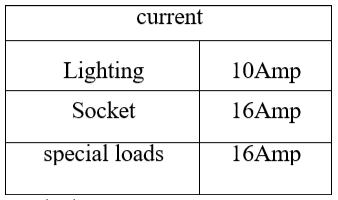 current
Lighting 10Amp
Socket 16Amp
special loads 16Amp